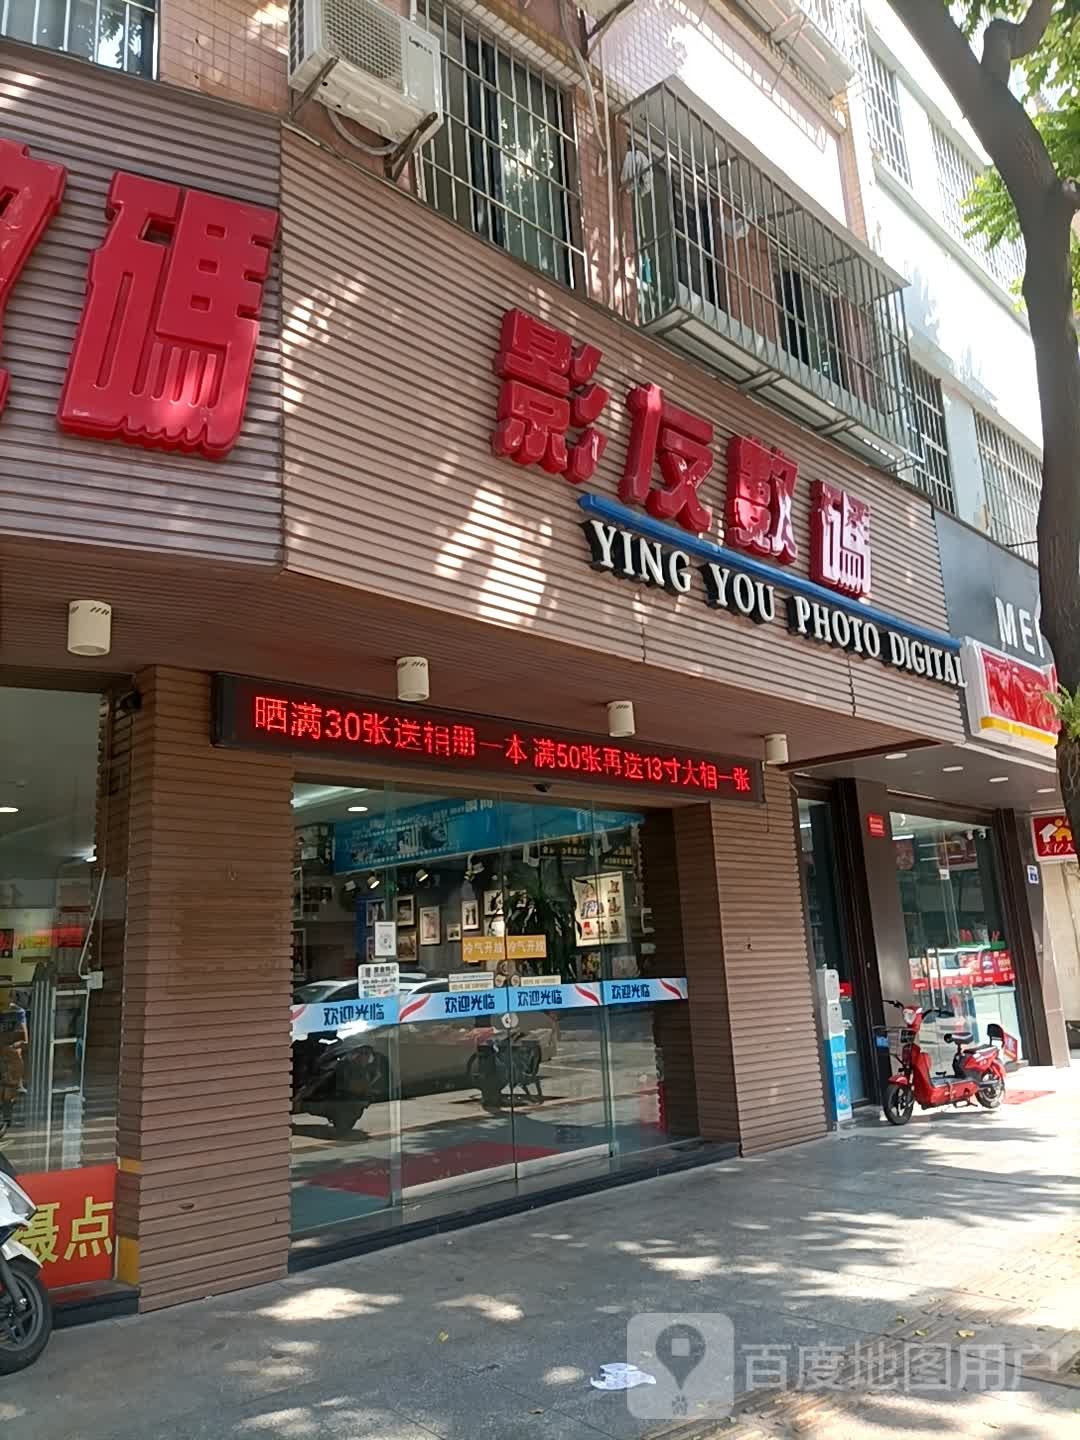 碼
影友數碼
YING YOU PHOTO DIGITAL
晒满30张送相册一本 满50张再送13寸大相一张
冷气开放 冷气开放
欢迎光临 欢迎光临 欢迎光临 欢迎光临
摄点
百度地图用户